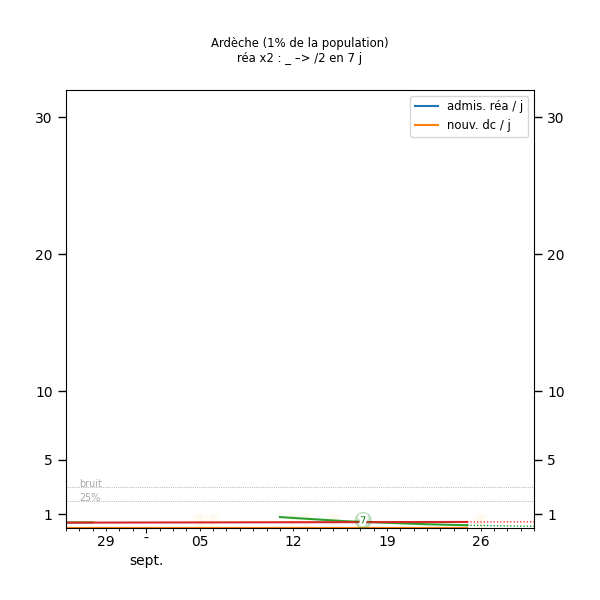 Ardèche (1% de la population)
réa x2 : _ –> /2 en 7 j
admis. réa / j
nouv. dc / j
30 30
20 20
10 10
5 5
bruit
25%
7
1 1
29 - 05 12 19 26
sept.